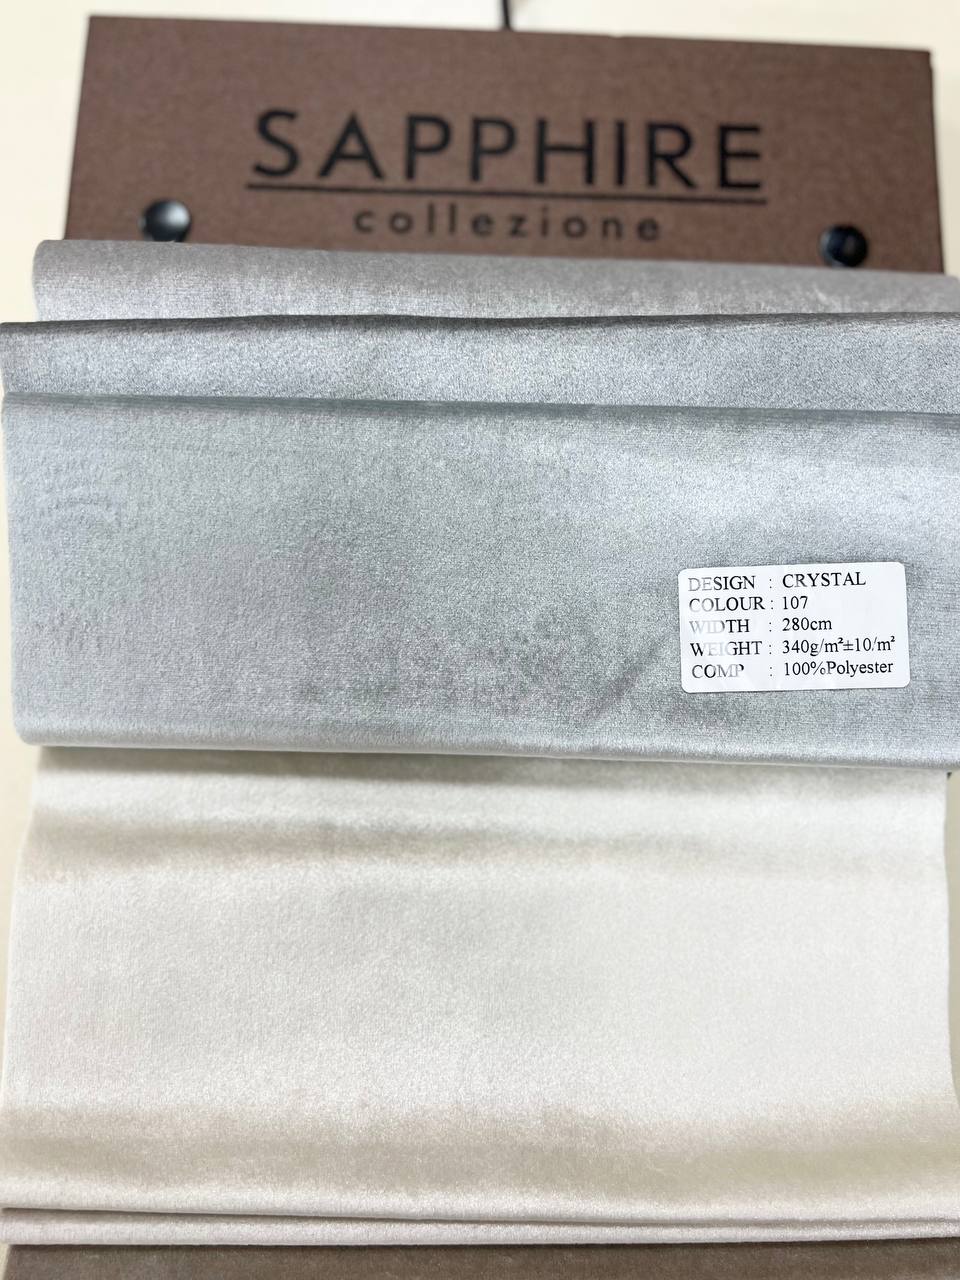 SAPPHIRE
collezione
DESIGN : CRYSTAL
COLOUR : 107
WIDTH : 280cm
WEIGHT : 340g/m²±10/m²
COMP : 100%Polyester